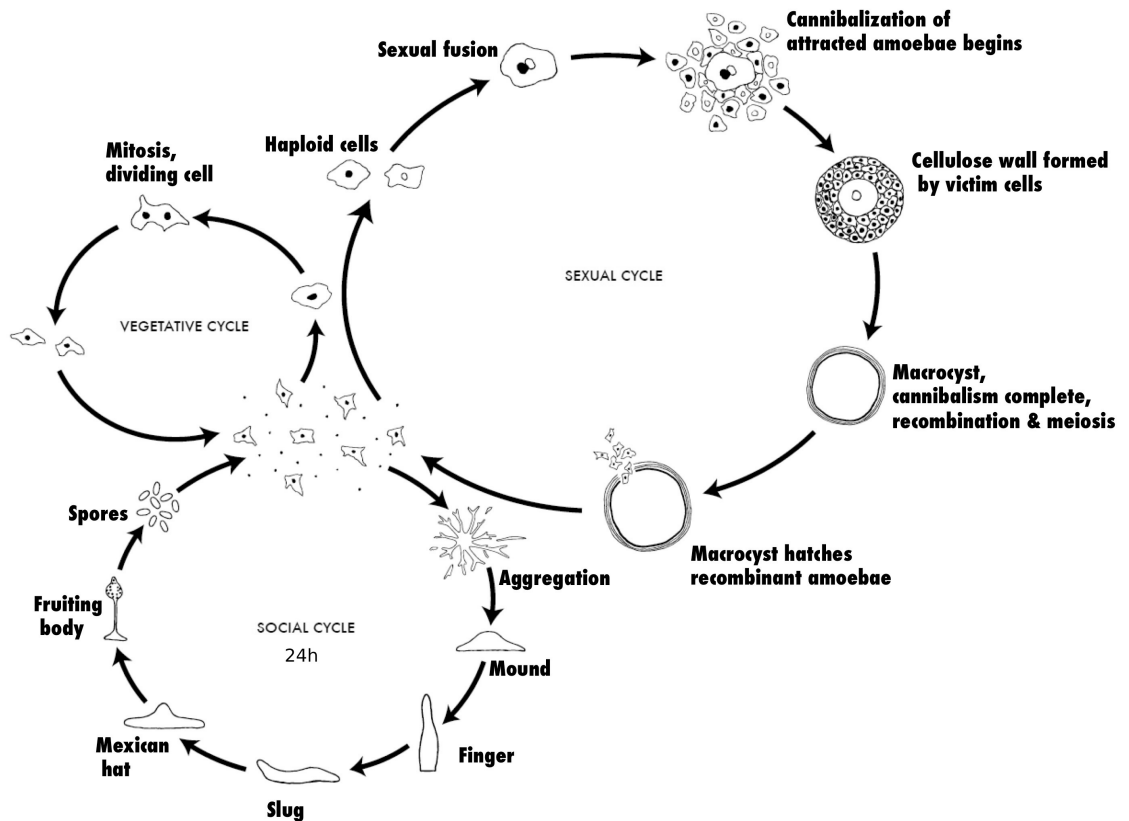 Cannibalization of
attracted amoebae begins
Sexual fusion
Haploid cells
Mitosis,
dividing cell
Cellulose wall formed
by victim cells
SEXUAL CYCLE
VEGETATIVE CYCLE
Macrocyst,
cannibalism complete,
recombination & meiosis
Spores
Macrocyst hatches
recombinant amoebae
Aggregation
Fruiting
body
SOCIAL CYCLE
24h
Mound
Mexican
hat
Finger
Slug